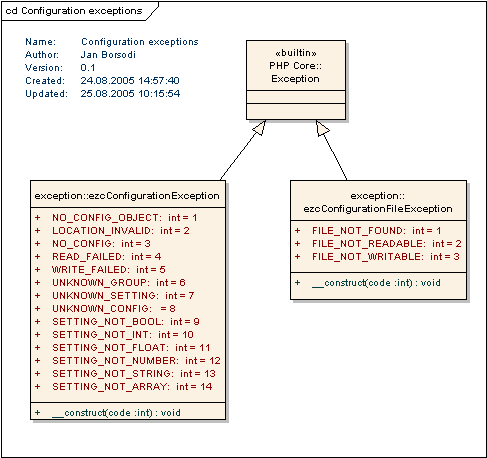 cd Configuration exceptions
Name: Configuration exceptions
Author: Jan Borsodi
Version: 0.1
Created: 24.08.2005 14:57:40
Updated: 25.08.2005 10:15:54
«builtin»
PHP Core::
Exception
exception::ezcConfigurationException
+ NO_CONFIG_OBJECT: int = 1
+ LOCATION_INVALID: int = 2
+ NO_CONFIG: int = 3
+ READ_FAILED: int = 4
+ WRITE_FAILED: int = 5
+ UNKNOWN_GROUP: int = 6
+ UNKNOWN_SETTING: int = 7
+ UNKNOWN_CONFIG: = 8
+ SETTING_NOT_BOOL: int = 9
+ SETTING_NOT_INT: int = 10
+ SETTING_NOT_FLOAT: int = 11
+ SETTING_NOT_NUMBER: int = 12
+ SETTING_NOT_STRING: int = 13
+ SETTING_NOT_ARRAY: int = 14
+ __construct(code :int) : void
exception::
ezcConfigurationFileException
+ FILE_NOT_FOUND: int = 1
+ FILE_NOT_READABLE: int = 2
+ FILE_NOT_WRITABLE: int = 3
+ __construct(code :int) : void